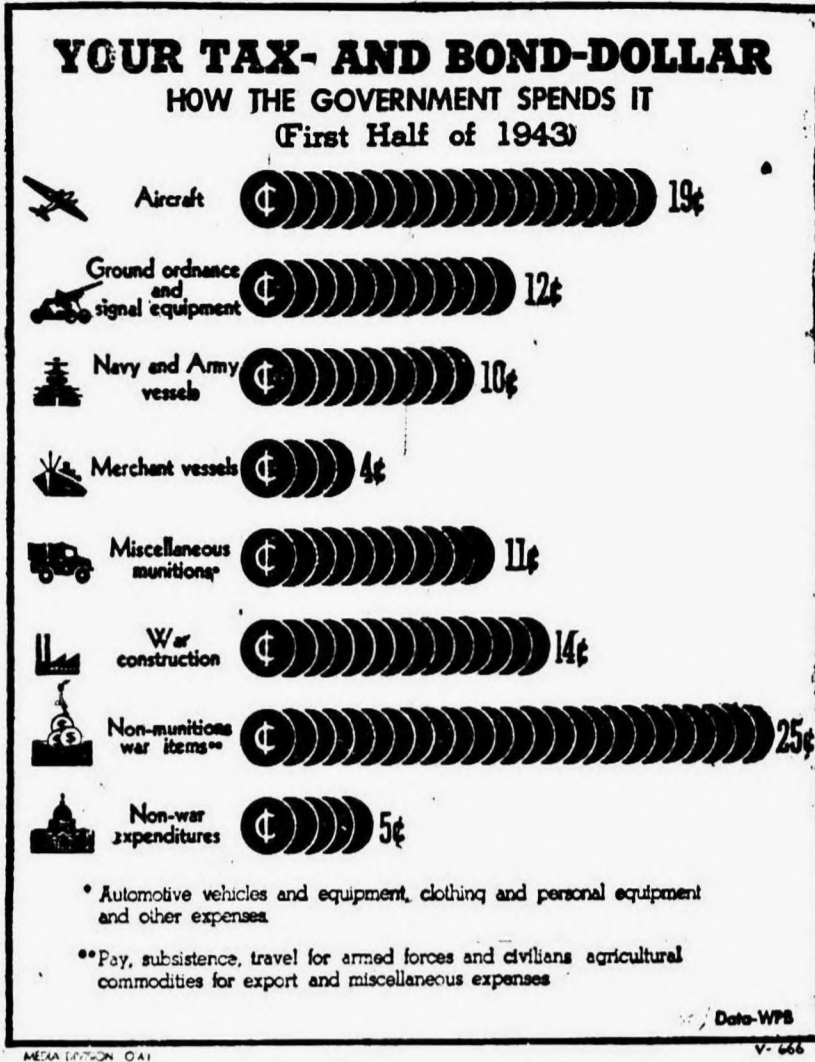 YOUR TAX- AND BOND-DOLLAR
HOW THE GOVERNMENT SPENDS IT
(First Half of 1943)
Aircraft 19¢
Ground ordnance
and
signal equipment 12¢
Navy and Army
vessels 10¢
Merchant vessels 4¢
Miscellaneous
munitions* 11¢
War
construction 14¢
Non-munitions
war items** 25¢
Non-war
expenditures 5¢
* Automotive vehicles and equipment, clothing and personal equipment
and other expenses
**Pay, subsistence, travel for armed forces and civilians agricultural
commodities for export and miscellaneous expenses
Data-WPB
V-666
MEDIA DIVISION